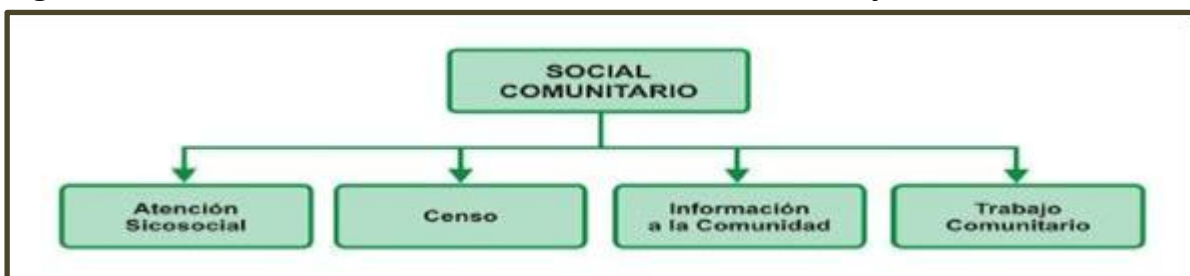 SOCIAL
COMUNITARIO
Atención
Sicosocial
Censo
Información
a la Comunidad
Trabajo
Comunitario